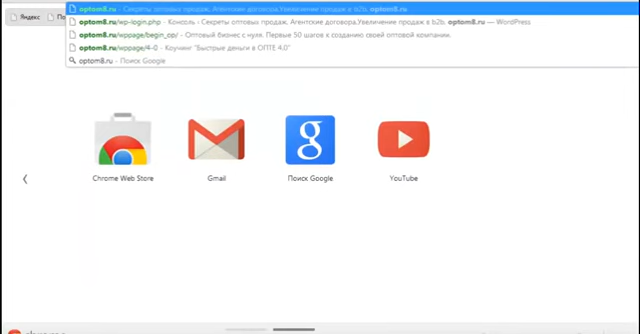 optom8.ru - Секреты оптовых продаж. Агентские договора.Увеличение продаж в b2b. optom8.ru
Яндекс
optom8.ru/wp-login.php - Консоль ‹ Секреты оптовых продаж. Агентские договора.Увеличение продаж в b2b. optom8.ru — WordPress
optom8.ru/wppage/begin_op/ - Оптовый бизнес с нуля. Первые 50 шагов к созданию своей оптовой компании.
optom8.ru/wppage/4-0 - Коучинг "Быстрые деньги в ОПТЕ 4.0"
optom8.ru - Поиск Google
Chrome Web Store
Gmail
Поиск Google
YouTube